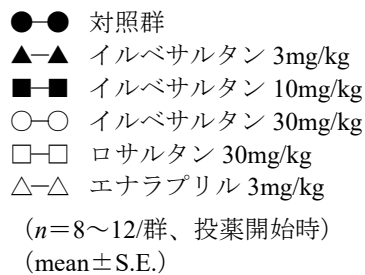 ●─● 対照群
▲─▲ イルベサルタン 3mg/kg
■─■ イルベサルタン 10mg/kg
○─○ イルベサルタン 30mg/kg
□─□ ロサルタン 30mg/kg
△─△ エナラプリル 3mg/kg
（n＝8～12/群、投薬開始時）
（mean±S.E.）